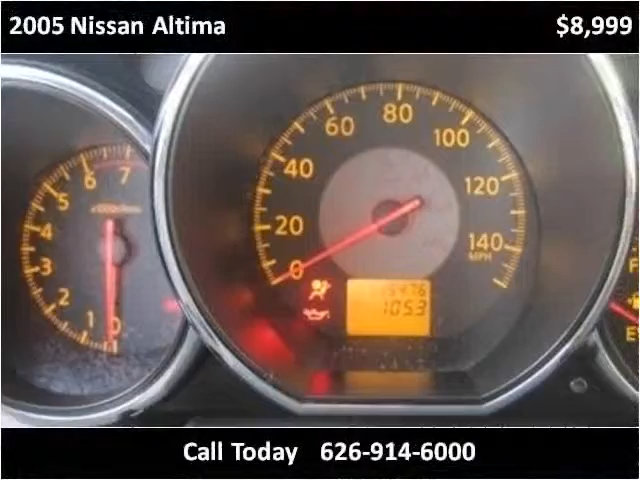 2005 Nissan Altima $8,999
0 20 40 60 80 100 120 140
MPH
0 1 2 3 4 5 6 7
1053
F
E
Call Today 626-914-6000